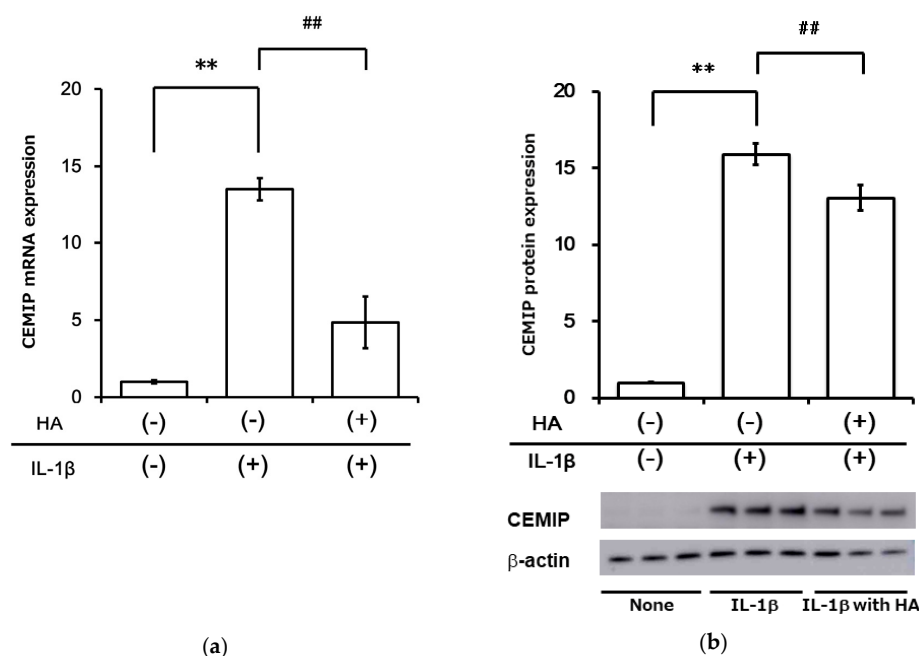 ##
**
20
15
10
5
0
CEMIP mRNA expression
HA (-) (-) (+)
IL-1β (-) (+) (+)
(a)
##
**
20
15
10
5
0
CEMIP protein expression
HA (-) (-) (+)
IL-1β (-) (+) (+)
CEMIP
β-actin
None IL-1β IL-1β with HA
(b)